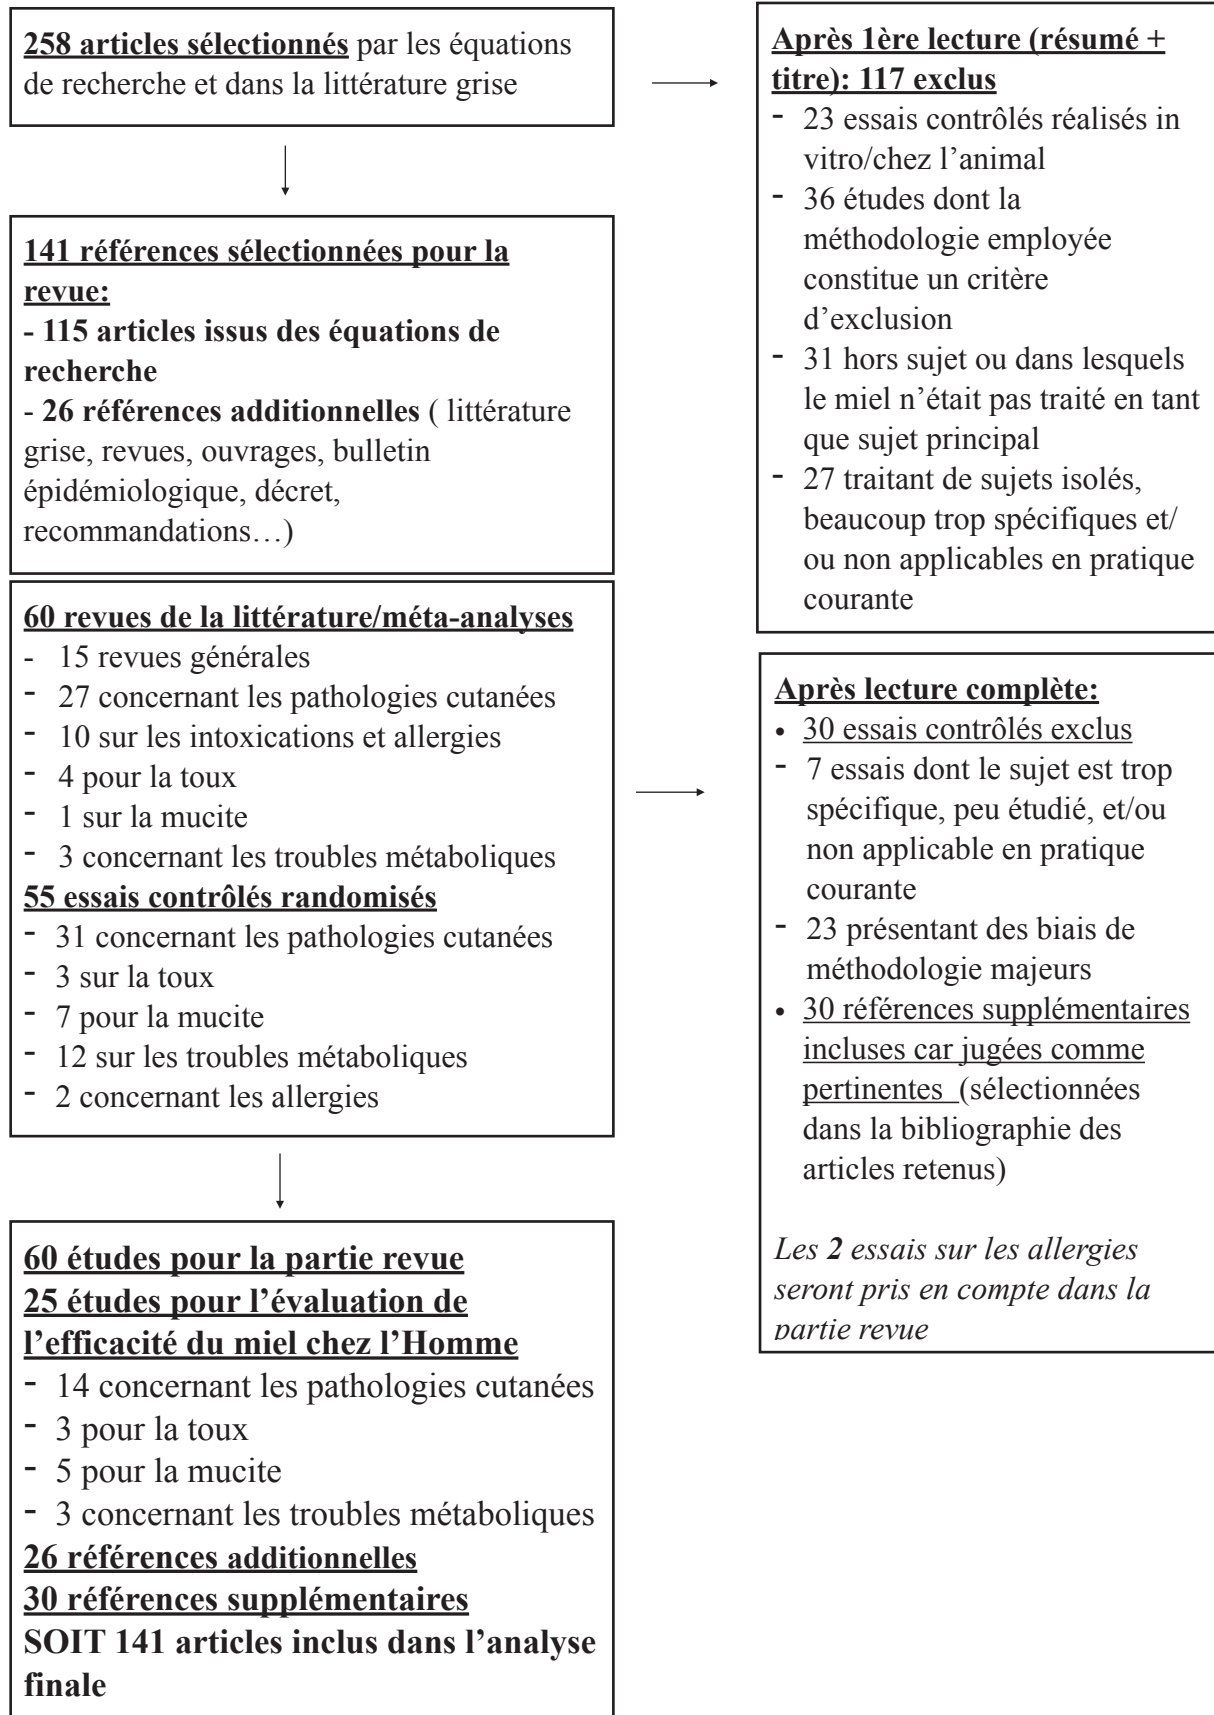 258 articles sélectionnés par les équations
de recherche et dans la littérature grise
Après 1ère lecture (résumé +
titre): 117 exclus
- 23 essais contrôlés réalisés in
vitro/chez l’animal
- 36 études dont la
méthodologie employée
constitue un critère
d’exclusion
- 31 hors sujet ou dans lesquels
le miel n’était pas traité en tant
que sujet principal
- 27 traitant de sujets isolés,
beaucoup trop spécifiques et/
ou non applicables en pratique
courante
141 références sélectionnées pour la
revue:
- 115 articles issus des équations de
recherche
- 26 références additionnelles ( littérature
grise, revues, ouvrages, bulletin
épidémiologique, décret,
recommandations…)
60 revues de la littérature/méta-analyses
- 15 revues générales
- 27 concernant les pathologies cutanées
- 10 sur les intoxications et allergies
- 4 pour la toux
- 1 sur la mucite
- 3 concernant les troubles métaboliques
55 essais contrôlés randomisés
- 31 concernant les pathologies cutanées
- 3 sur la toux
- 7 pour la mucite
- 12 sur les troubles métaboliques
- 2 concernant les allergies
Après lecture complète:
• 30 essais contrôlés exclus
- 7 essais dont le sujet est trop
spécifique, peu étudié, et/ou
non applicable en pratique
courante
- 23 présentant des biais de
méthodologie majeurs
• 30 références supplémentaires
incluses car jugées comme
pertinentes (sélectionnées
dans la bibliographie des
articles retenus)
Les 2 essais sur les allergies
seront pris en compte dans la
partie revue
60 études pour la partie revue
25 études pour l’évaluation de
l’efficacité du miel chez l’Homme
- 14 concernant les pathologies cutanées
- 3 pour la toux
- 5 pour la mucite
- 3 concernant les troubles métaboliques
26 références additionnelles
30 références supplémentaires
SOIT 141 articles inclus dans l’analyse
finale